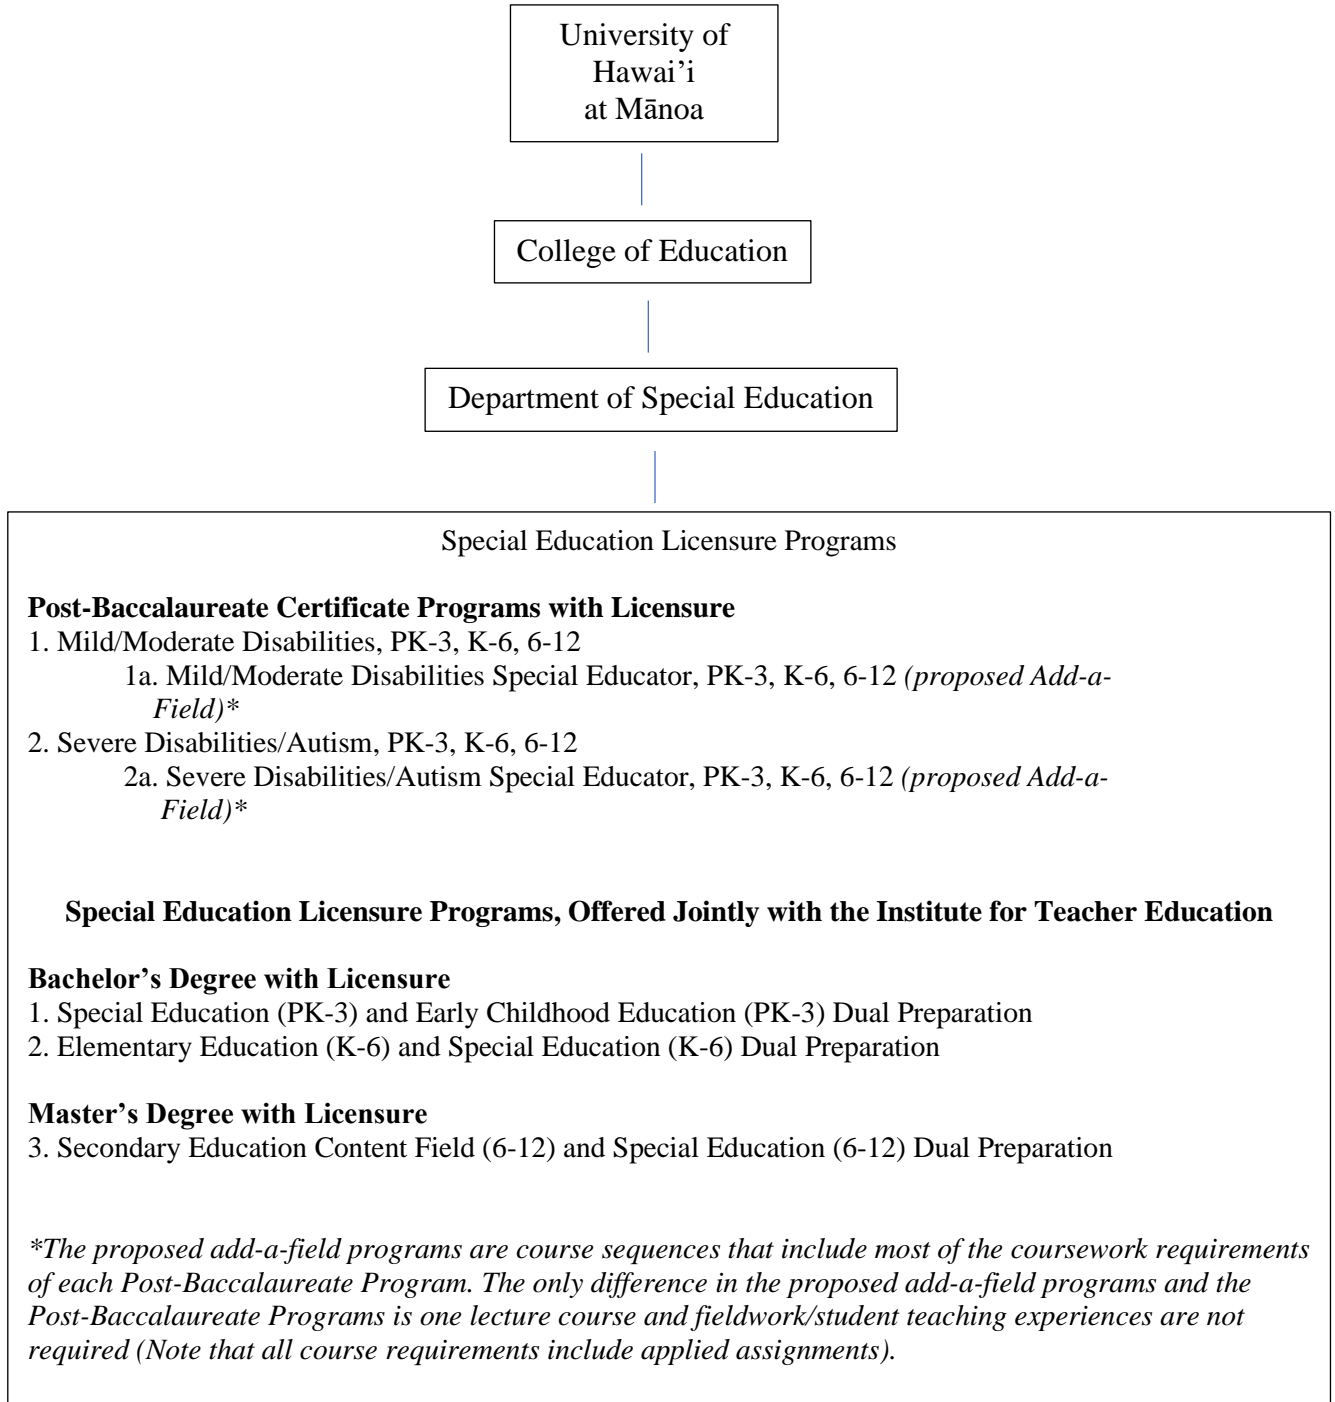 University of
Hawai’i
at Mānoa
College of Education
Department of Special Education
Special Education Licensure Programs
Post-Baccalaureate Certificate Programs with Licensure
1. Mild/Moderate Disabilities, PK-3, K-6, 6-12
1a. Mild/Moderate Disabilities Special Educator, PK-3, K-6, 6-12 (proposed Add-a-
Field)*
2. Severe Disabilities/Autism, PK-3, K-6, 6-12
2a. Severe Disabilities/Autism Special Educator, PK-3, K-6, 6-12 (proposed Add-a-
Field)*
Special Education Licensure Programs, Offered Jointly with the Institute for Teacher Education
Bachelor’s Degree with Licensure
1. Special Education (PK-3) and Early Childhood Education (PK-3) Dual Preparation
2. Elementary Education (K-6) and Special Education (K-6) Dual Preparation
Master’s Degree with Licensure
3. Secondary Education Content Field (6-12) and Special Education (6-12) Dual Preparation
*The proposed add-a-field programs are course sequences that include most of the coursework requirements
of each Post-Baccalaureate Program. The only difference in the proposed add-a-field programs and the
Post-Baccalaureate Programs is one lecture course and fieldwork/student teaching experiences are not
required (Note that all course requirements include applied assignments).